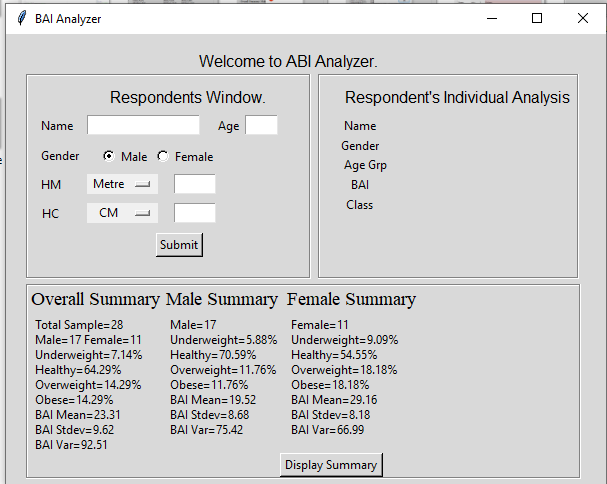 BAI Analyzer
Welcome to ABI Analyzer.
Respondents Window.
Name Age
Gender Male Female
HM Metre
HC CM
Submit
Respondent's Individual Analysis
Name
Gender
Age Grp
BAI
Class
Overall Summary
Total Sample=28
Male=17 Female=11
Underweight=7.14%
Healthy=64.29%
Overweight=14.29%
Obese=14.29%
BAI Mean=23.31
BAI Stdev=9.62
BAI Var=92.51
Male Summary
Male=17
Underweight=5.88%
Healthy=70.59%
Overweight=11.76%
Obese=11.76%
BAI Mean=19.52
BAI Stdev=8.68
BAI Var=75.42
Female Summary
Female=11
Underweight=9.09%
Healthy=54.55%
Overweight=18.18%
Obese=18.18%
BAI Mean=29.16
BAI Stdev=8.18
BAI Var=66.99
Display Summary